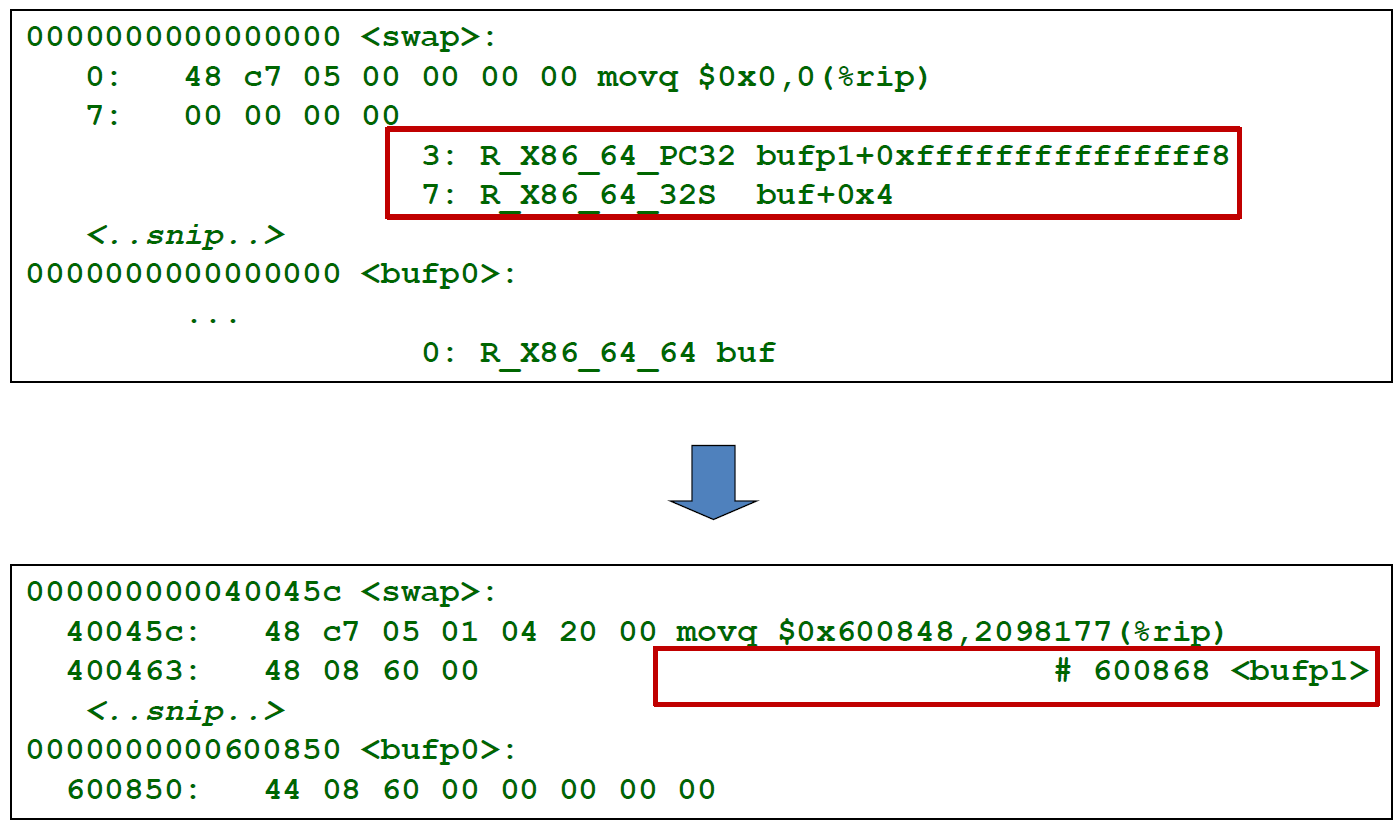 0000000000000000 <swap>:
0: 48 c7 05 00 00 00 00 movq $0x0,0(%rip)
7: 00 00 00 00
3: R_X86_64_PC32 bufp1+0xfffffffffffffff8
7: R_X86_64_32S buf+0x4
<..snip..>
0000000000000000 <bufp0>:
...
0: R_X86_64_64 buf
000000000040045c <swap>:
40045c: 48 c7 05 01 04 20 00 movq $0x600848,2098177(%rip)
400463: 48 08 60 00 # 600868 <bufp1>
<..snip..>
0000000000600850 <bufp0>:
600850: 44 08 60 00 00 00 00 00